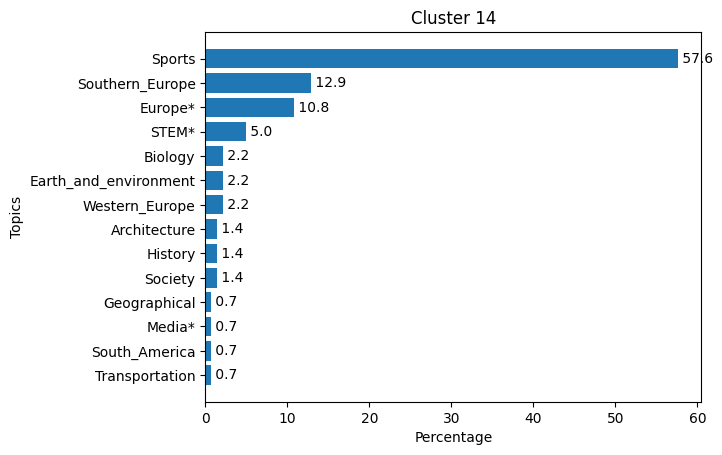 Cluster 14
Sports 57.6
Southern_Europe 12.9
Europe* 10.8
STEM* 5.0
Biology 2.2
Earth_and_environment 2.2
Western_Europe 2.2
Architecture 1.4
History 1.4
Society 1.4
Geographical 0.7
Media* 0.7
South_America 0.7
Transportation 0.7
0 10 20 30 40 50 60
Percentage
Topics